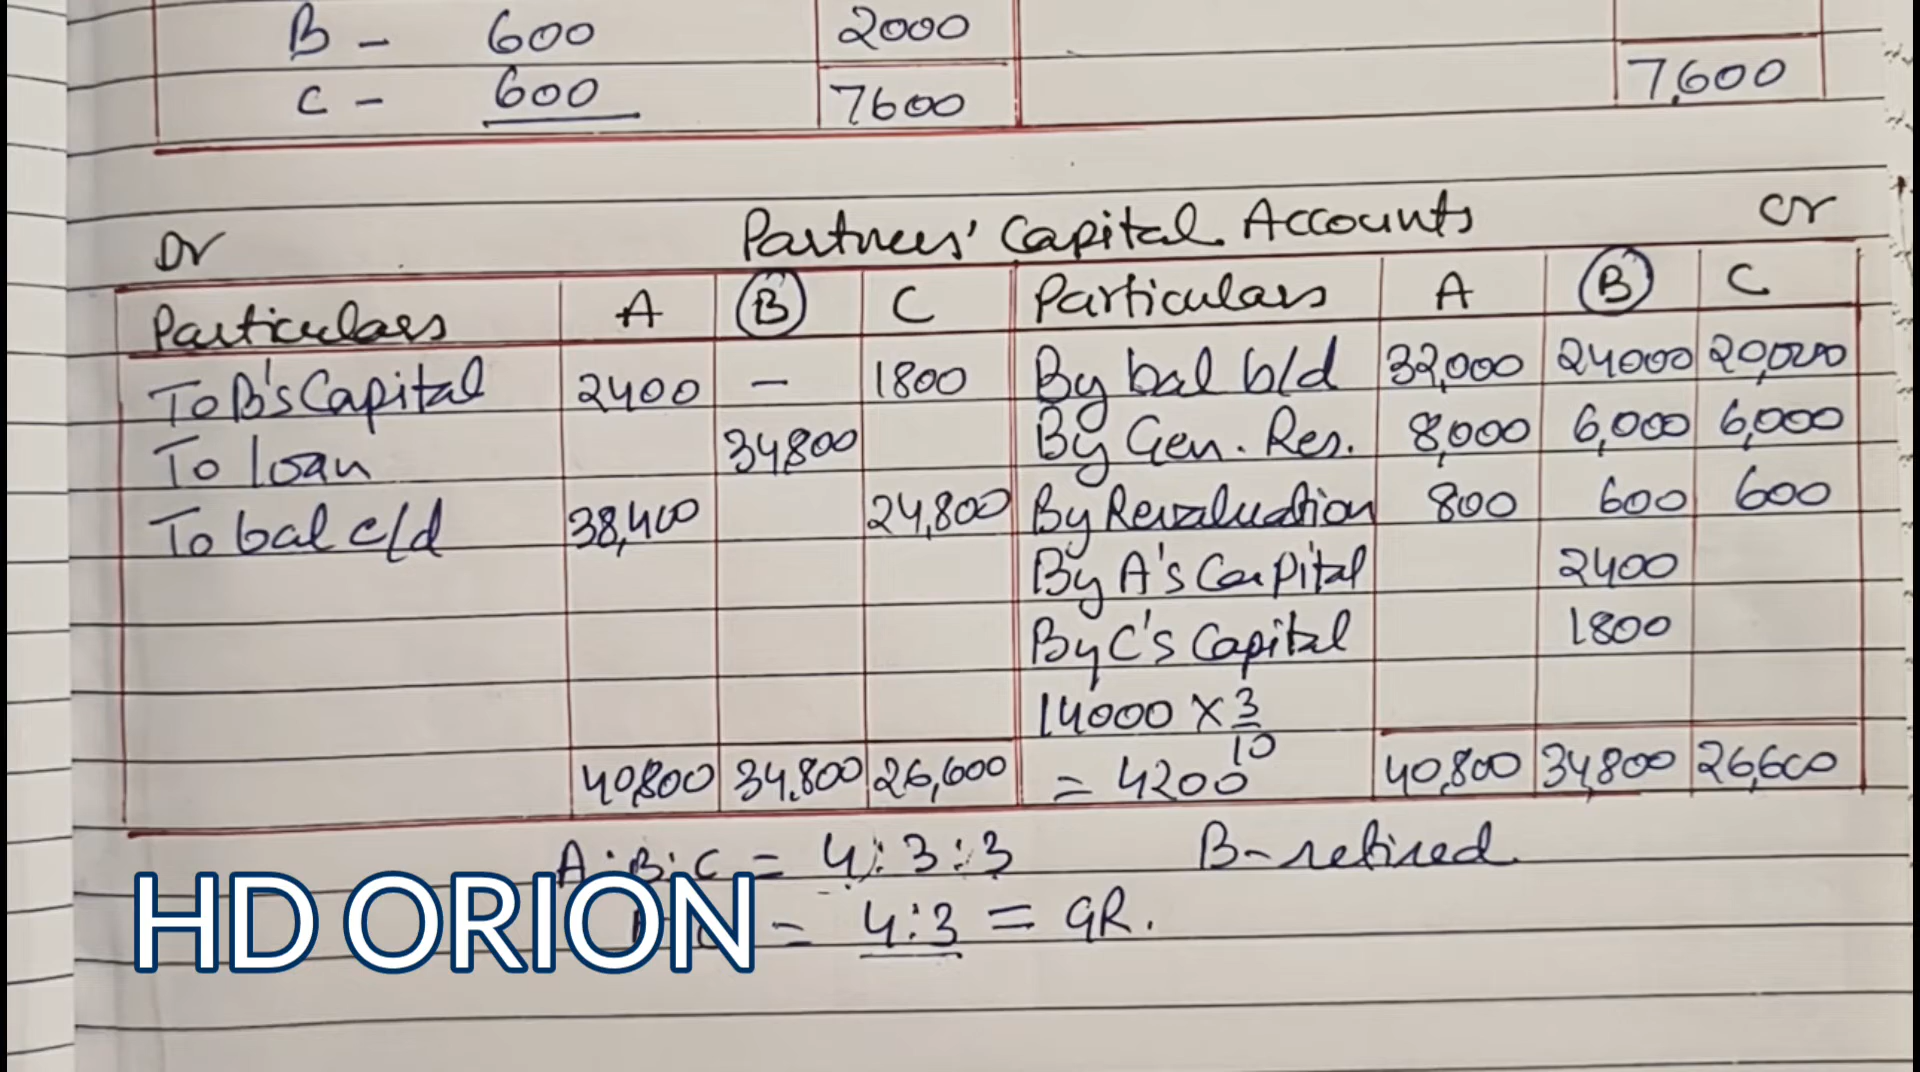 B - 600 2000
C - 600 7600 7,600
Dr Partners' Capital Accounts Cr
Particulars A B C Particulars A B C
To B's Capital 2400 - 1800 By bal b/d 32,000 24000 20,000
To loan 34800 By Gen. Res. 8,000 6,000 6,000
To bal c/d 38,400 24,800 By Revaluation 800 600 600
By A's Capital 2400
By C's Capital 1800
14000 × 3/10
40,800 34,800 26,600 = 4200 40,800 34,800 26,600
A:B:C = 4:3:3 B-retired
HD ORION
= 4:3 = GR.